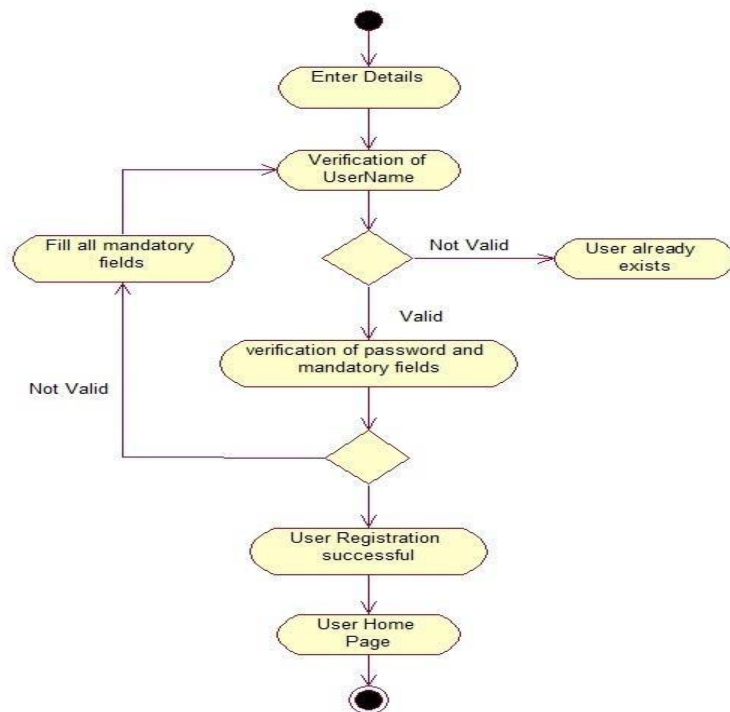 Enter Details
Verification of
UserName
Fill all mandatory
fields
Not Valid
User already
exists
Valid
verification of password and
mandatory fields
Not Valid
User Registration
successful
User Home
Page